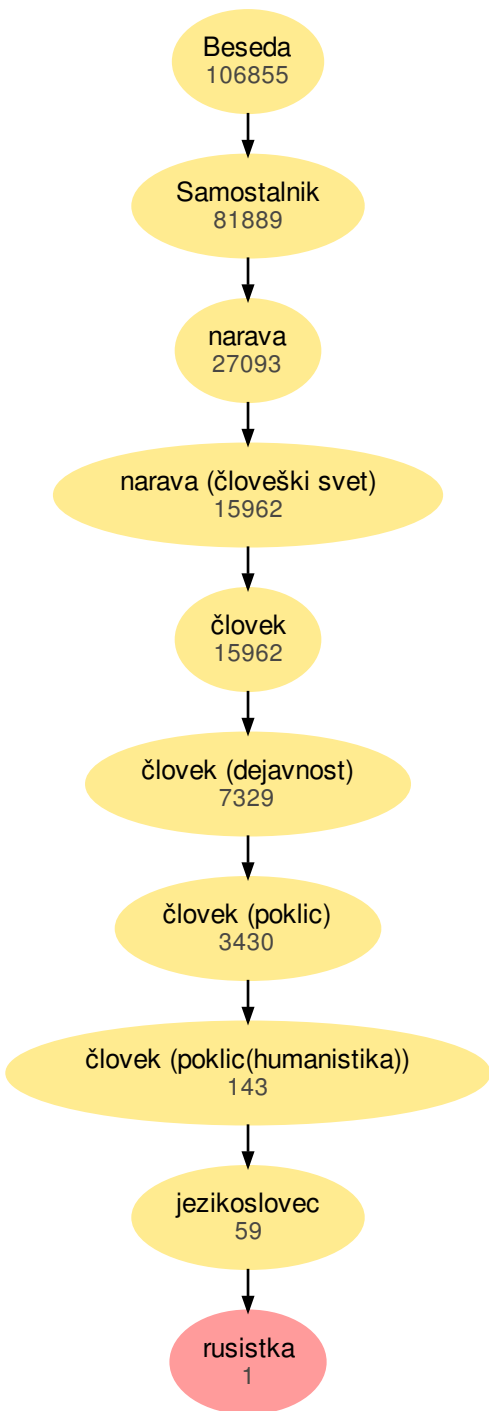 Beseda
106855
Samostalnik
81889
narava
27093
narava (človeški svet)
15962
človek
15962
človek (dejavnost)
7329
človek (poklic)
3430
človek (poklic(humanistika))
143
jezikoslovec
59
rusistka
1